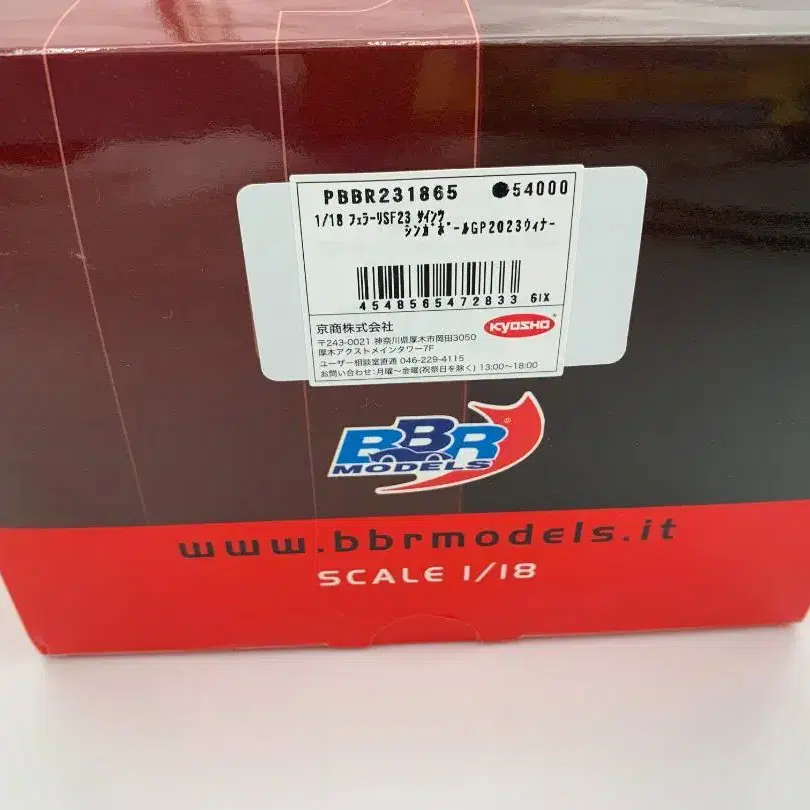 PBBR231865 ●54000
1/18 ﾌｪﾗｰﾘSF23 ｻｲﾝﾂ
ｼﾝｶﾞﾎﾟｰﾙGP2023ｳｨﾅｰ
4548565472833 6IX
京商株式会社
KYOSHO
〒243-0021 神奈川県厚木市岡田3050
厚木アクストメインタワー7F
ユーザー相談室直通 046-229-4115
お問い合わせ:月曜〜金曜(祝祭日を除く) 13:00〜18:00
BBR®
MODELS
www.bbrmodels.it
SCALE 1/18